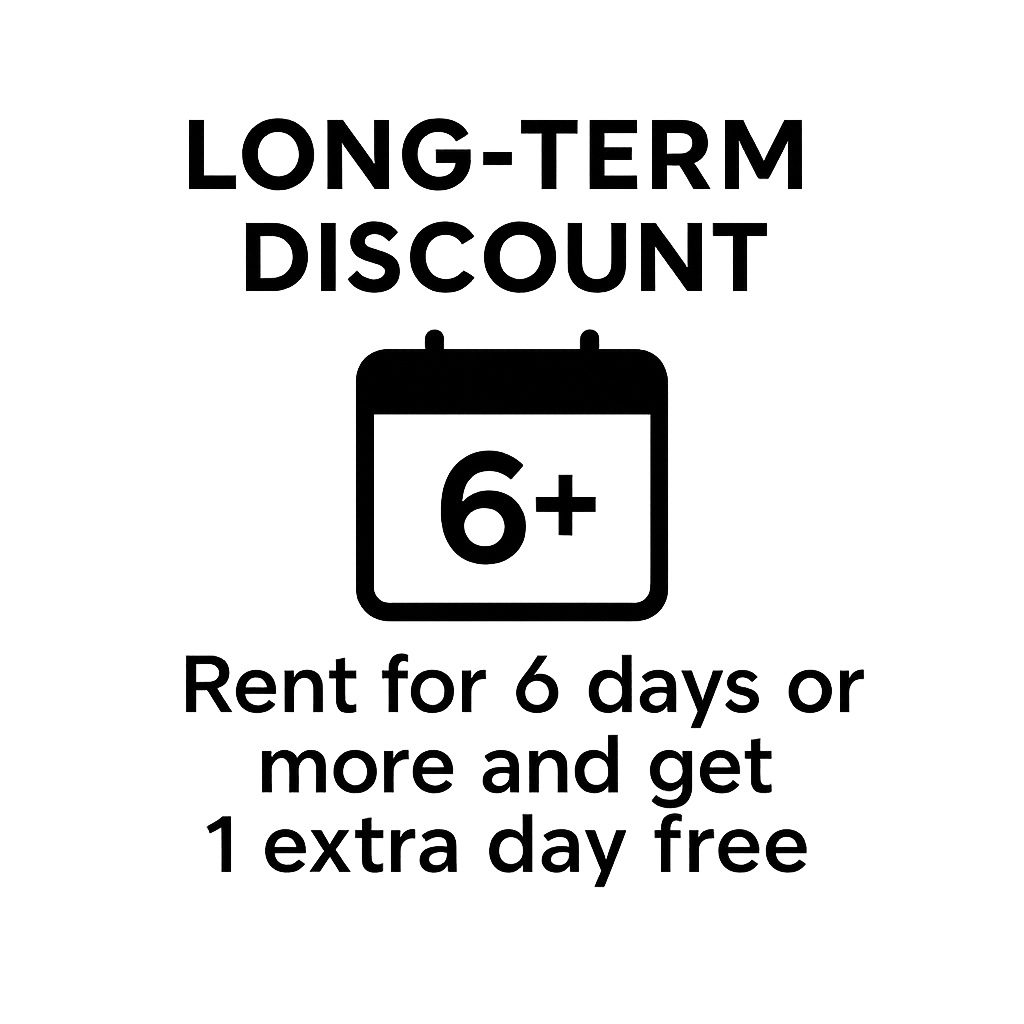 LONG-TERM
DISCOUNT
6+
Rent for 6 days or
more and get
1 extra day free